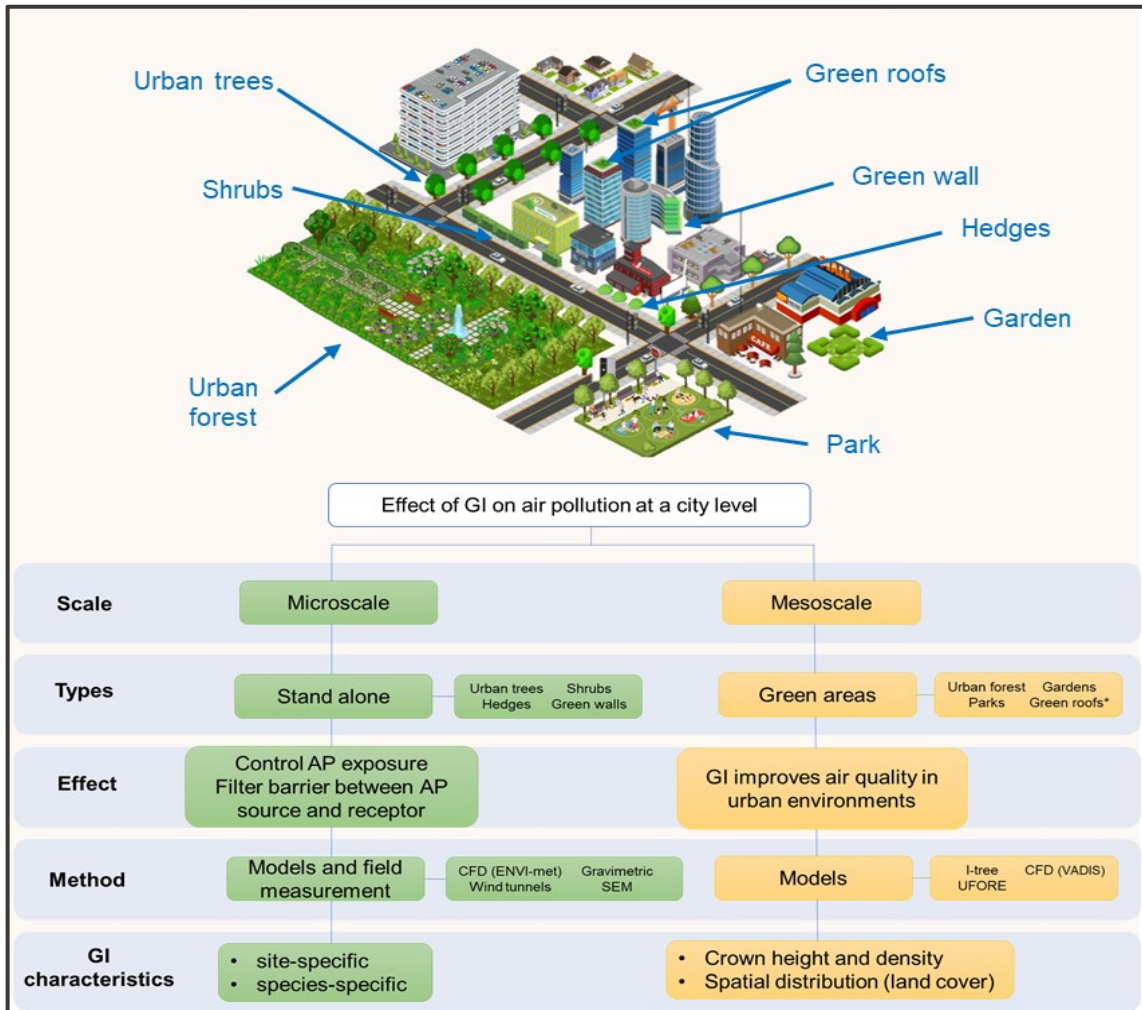 Urban trees
Green roofs
Shrubs
Green wall
Hedges
Garden
Urban
forest
Park
CAFE
Effect of GI on air pollution at a city level
Scale
Microscale
Mesoscale
Types
Stand alone
Urban trees Shrubs
Hedges Green walls
Green areas
Urban forest Gardens
Parks Green roofs*
Effect
Control AP exposure
Filter barrier between AP
source and receptor
GI improves air quality in
urban environments
Method
Models and field
measurement
CFD (ENVI-met) Gravimetric
Wind tunnels SEM
Models
I-tree CFD (VADIS)
UFORE
GI
characteristics
• site-specific
• species-specific
• Crown height and density
• Spatial distribution (land cover)